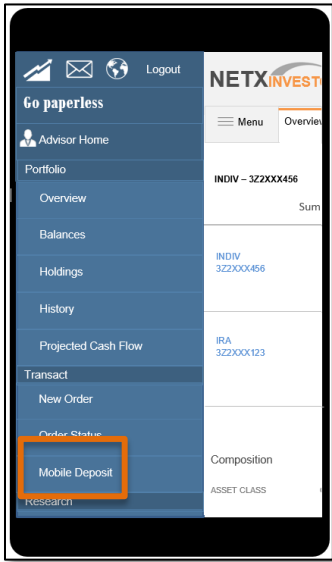 Logout
Go paperless
Advisor Home
Portfolio
Overview
Balances
Holdings
History
Projected Cash Flow
Transact
New Order
Order Status
Mobile Deposit
Research
NETXINVEST
Menu Overview
INDIV – 3Z2XXX456
Sum
INDIV
3Z2XXX456
IRA
3Z2XXX123
Composition
ASSET CLASS